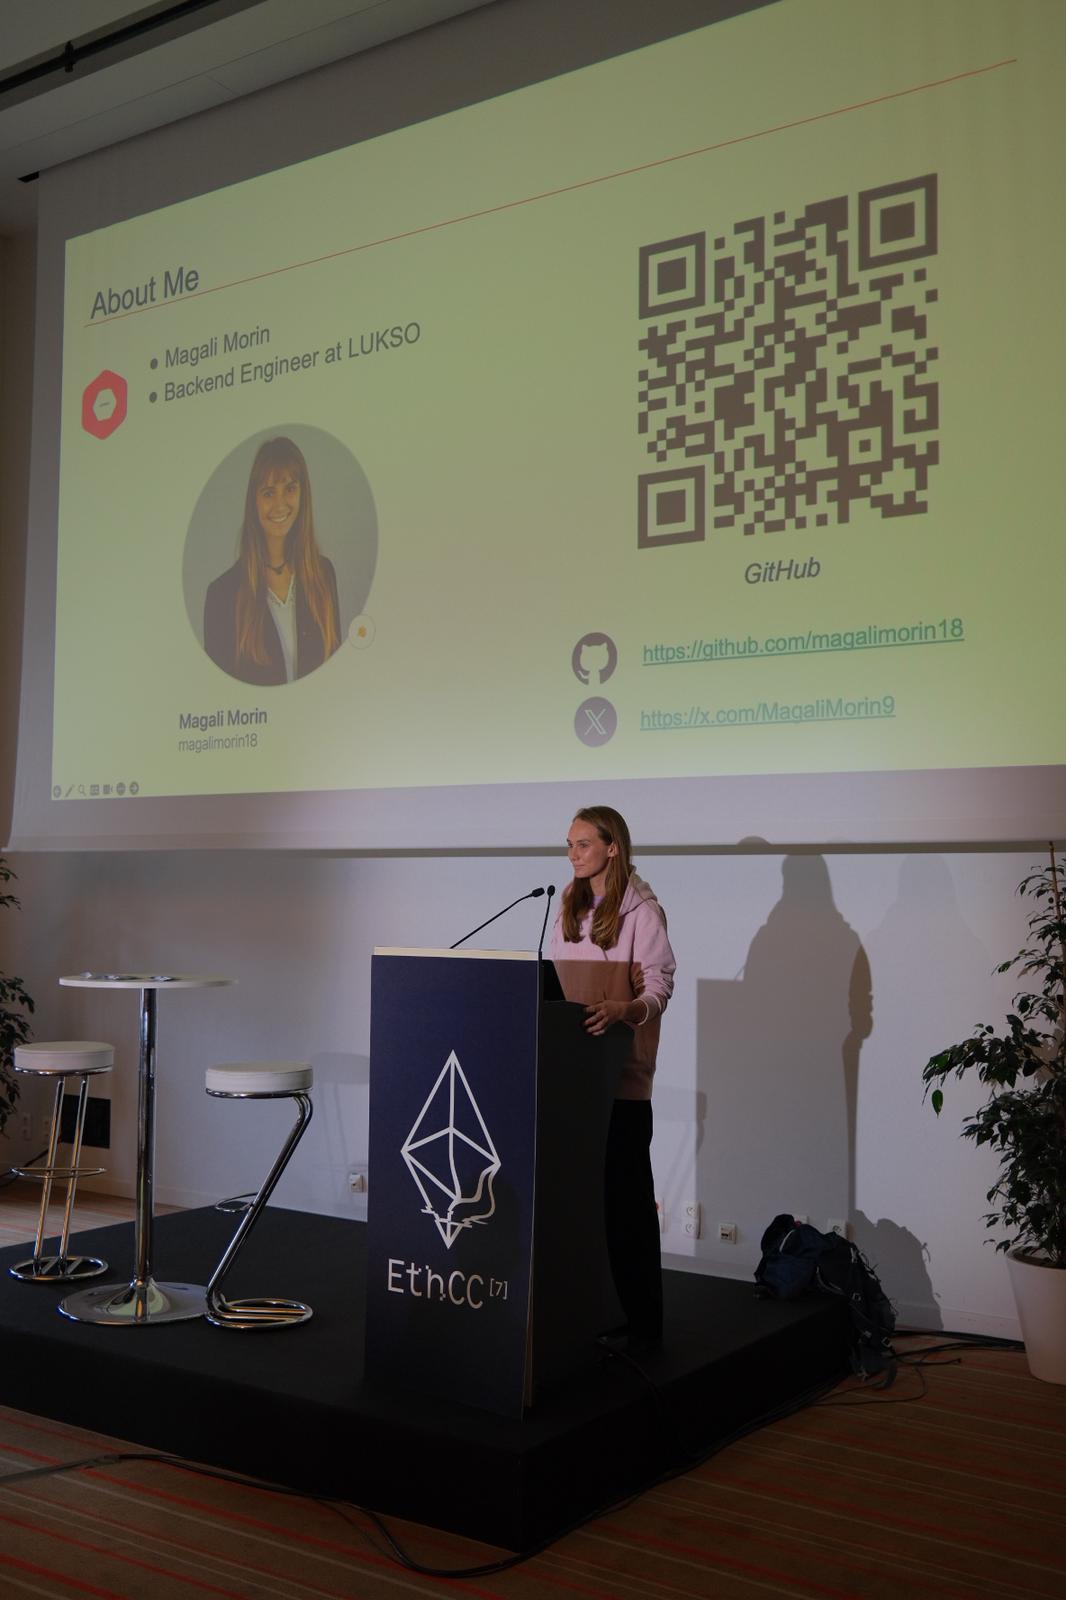 About Me
● Magali Morin
● Backend Engineer at LUKSO
Magali Morin
magalimorin18
GitHub
https://github.com/magalimorin18
https://x.com/MagaliMorin9
EthCC [7]